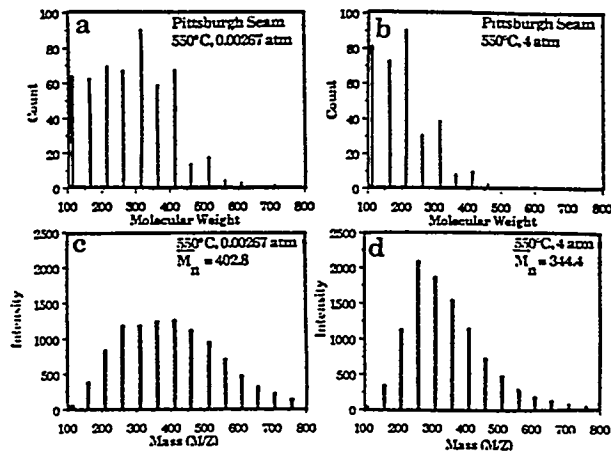 a
Pittsburgh Seam
550°C, 0.00267 atm
Count
100
80
60
40
20
0
100 200 300 400 500 600 700 800
Molecular Weight
b
Pittsburgh Seam
550°C, 4 atm
Count
100
80
60
40
20
0
100 200 300 400 500 600 700 800
Molecular Weight
c
550°C, 0.00267 atm
M̅n = 402.8
Intensity
2500
2000
1500
1000
500
0
100 200 300 400 500 600 700 800
Mass (M/Z)
d
550°C, 4 atm
M̅n = 344.4
Intensity
2500
2000
1500
1000
500
0
100 200 300 400 500 600 700 800
Mass (M/Z)